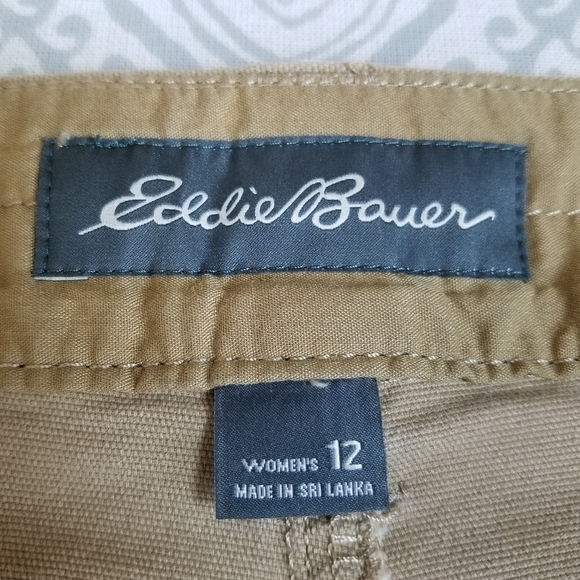 Eddie Bauer
WOMEN'S 12
MADE IN SRI LANKA